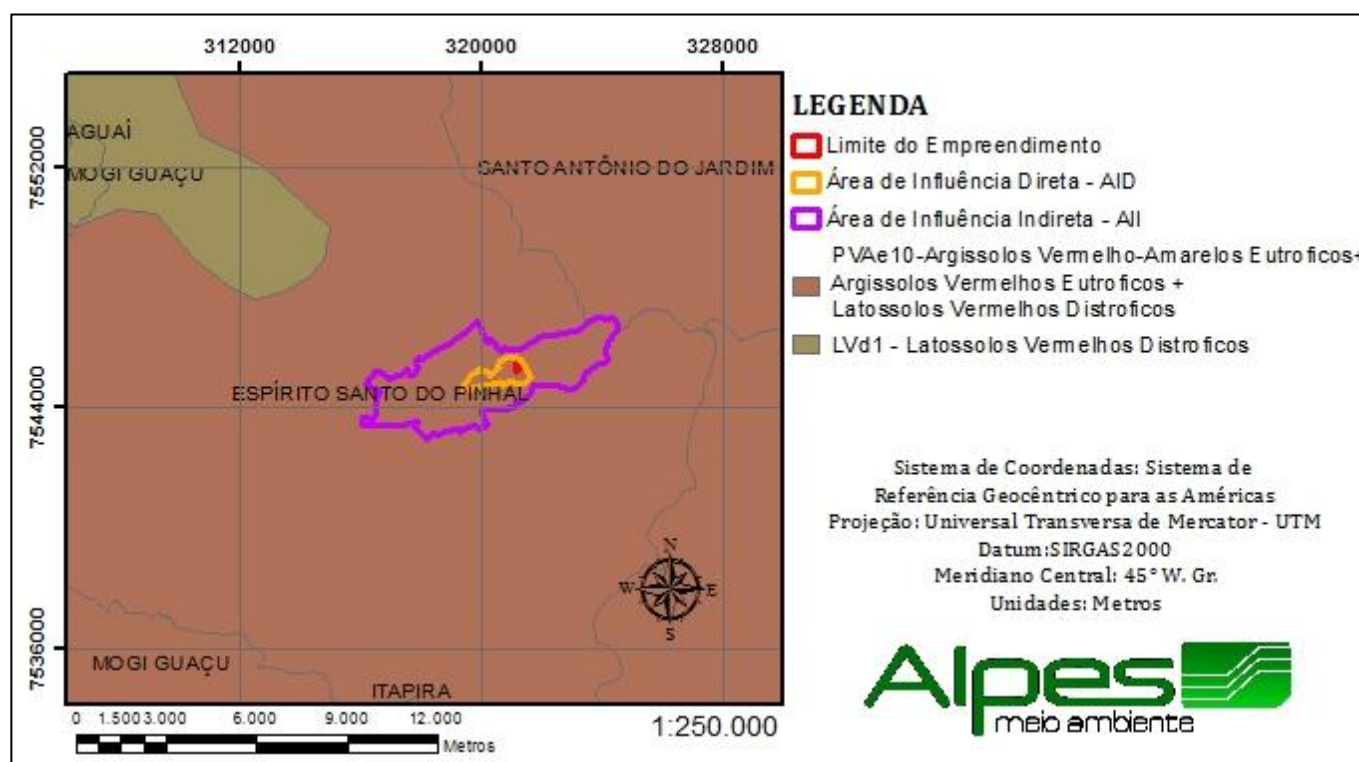 312000 320000 328000
7552000
7544000
7536000
AGUAÍ
MOGI GUAÇU
SANTO ANTÔNIO DO JARDIM
ESPÍRITO SANTO DO PINHAL
MOGI GUAÇU
ITAPIRA
N
W E
S
0 1.5003.000 6.000 9.000 12.000
Metros
1:250.000
LEGENDA
Limite do Empreendimento
Área de Influência Direta - AID
Área de Influência Indireta - AII
PVAe10-Argissolos Vermelho-Amarelos Eutroficos+
Argissolos Vermelhos Eutroficos +
Latossolos Vermelhos Distroficos
LVd1 - Latossolos Vermelhos Distroficos
Sistema de Coordenadas: Sistema de
Referência Geocêntrico para as Américas
Projeção: Universal Transversa de Mercator - UTM
Datum:SIRGAS2000
Meridiano Central: 45° W. Gr.
Unidades: Metros
Alpes
meio ambiente